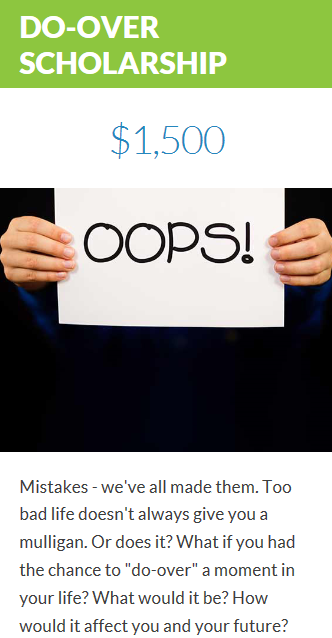 DO-OVER
SCHOLARSHIP
$1,500
OOPS!
Mistakes - we've all made them. Too
bad life doesn't always give you a
mulligan. Or does it? What if you had
the chance to "do-over" a moment in
your life? What would it be? How
would it affect you and your future?